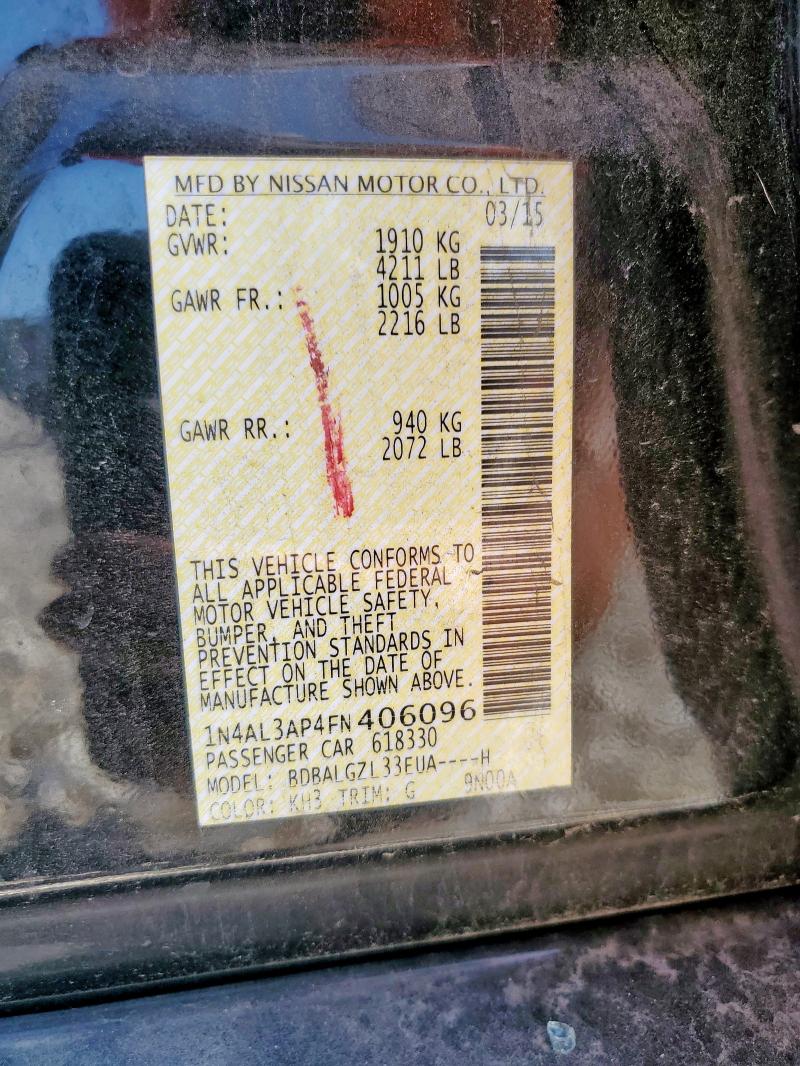 MFD BY NISSAN MOTOR CO., LTD.
DATE: 03/15
GVWR: 1910 KG
4211 LB
GAWR FR.: 1005 KG
2216 LB
GAWR RR.: 940 KG
2072 LB
THIS VEHICLE CONFORMS TO
ALL APPLICABLE FEDERAL
MOTOR VEHICLE SAFETY,
BUMPER, AND THEFT
PREVENTION STANDARDS IN
EFFECT ON THE DATE OF
MANUFACTURE SHOWN ABOVE.
1N4AL3AP4FN406096
PASSENGER CAR 618330
MODEL: BDBALGZL33EUA----H
COLOR: KH3 TRIM: G 9N00A